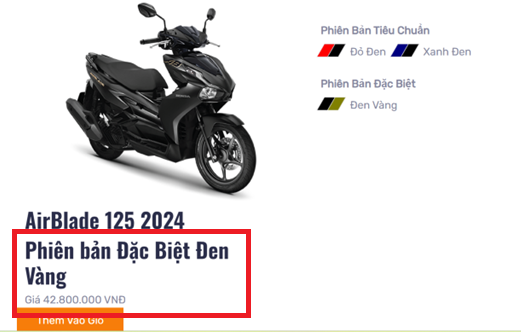 Phiên Bản Tiêu Chuẩn
Đỏ Đen Xanh Đen
Phiên Bản Đặc Biệt
Đen Vàng
AirBlade 125 2024
Phiên bản Đặc Biệt Đen
Vàng
Giá 42.800.000 VNĐ
Thêm Vào Giỏ